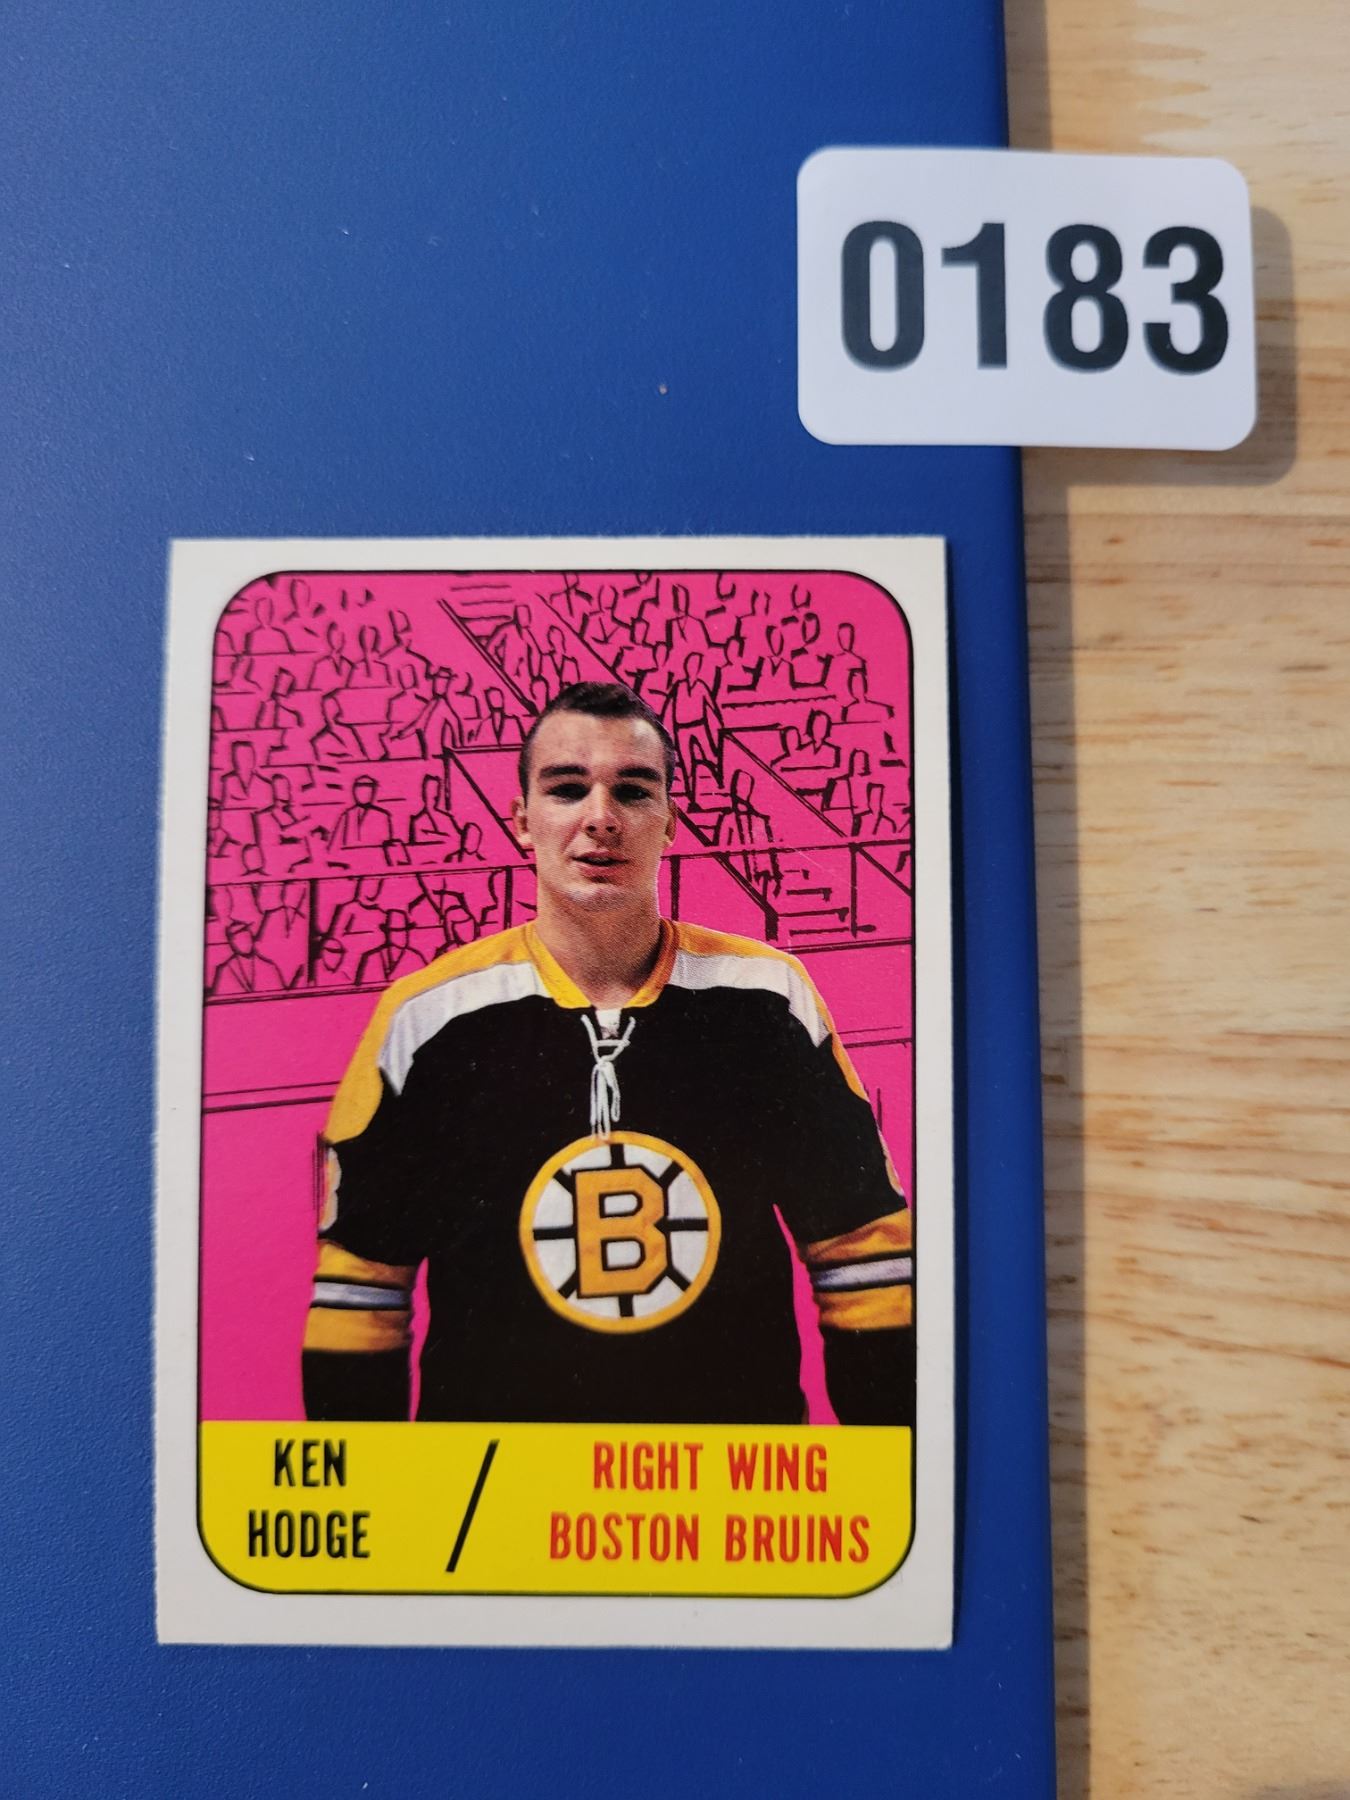 0183
B
KEN
HODGE
/
RIGHT WING
BOSTON BRUINS